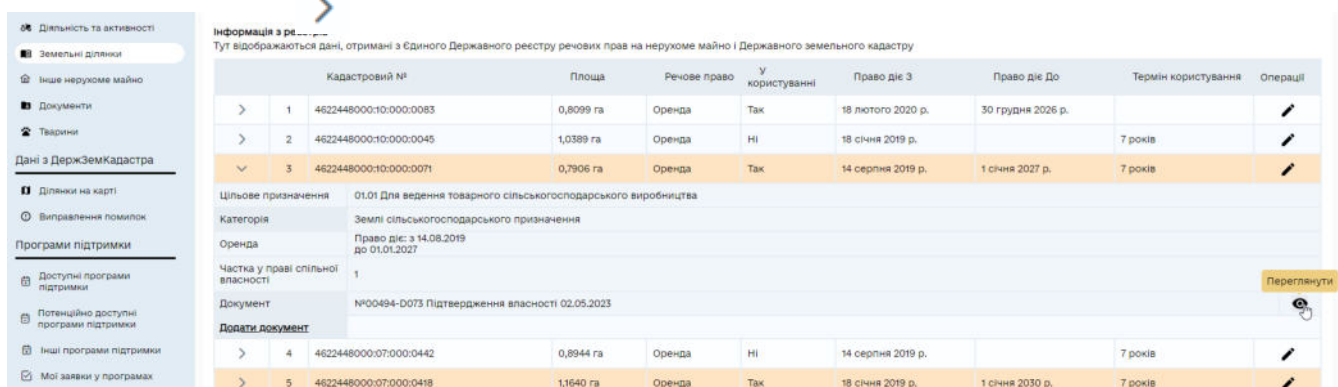 Діяльність та активності
Земельні ділянки
Інше нерухоме майно
Документи
Тварини
Дані з ДержЗемКадастра
Ділянки на карті
Виправлення помилок
Програми підтримки
Доступні програми
підтримки
Потенційно доступні
програми підтримки
Інші програми підтримки
Мої заявки у програмах
Інформація з
Тут відображаються дані, отримані з Єдиного Державного реєстру речових прав на нерухоме майно і Державного земельного кадастру
Кадастровий № Площа Речове право У користуванні Право діє З Право діє До Термін користування Операції
1 4622448000:10:000:0083 0,8099 га Оренда Так 18 лютого 2020 р. 30 грудня 2026 р.
2 4622448000:10:000:0045 1,0389 га Оренда Ні 18 січня 2019 р. 7 років
3 4622448000:10:000:0071 0,7906 га Оренда Так 14 серпня 2019 р. 1 січня 2027 р. 7 років
Цільове призначення 01.01 Для ведення товарного сільськогосподарського виробництва
Категорія Землі сільськогосподарського призначення
Оренда Право діє: з 14.08.2019
до 01.01.2027
Частка у праві спільної
власності 1
Переглянути
Документ №00494-D073 Підтвердження власності 02.05.2023
Додати документ
4 4622448000:07:000:0442 0,8944 га Оренда Ні 14 серпня 2019 р. 7 років
5 4622448000:07:000:0418 1,1640 га Оренда Так 18 січня 2019 р. 1 січня 2030 р. 7 років